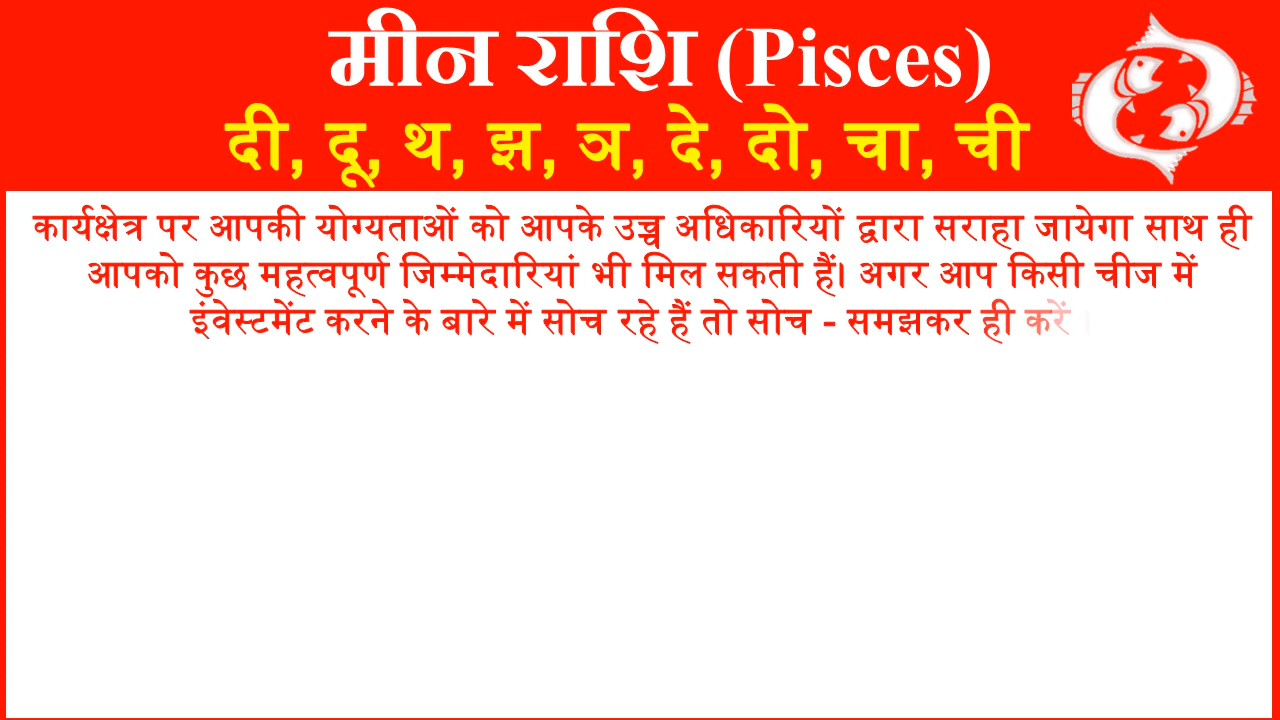 मीन राशि (Pisces)
दी, दू, थ, झ, ञ, दे, दो, चा, ची
कार्यक्षेत्र पर आपकी योग्यताओं को आपके उच्च अधिकारियों द्वारा सराहा जायेगा साथ ही
आपको कुछ महत्वपूर्ण जिम्मेदारियां भी मिल सकती हैं। अगर आप किसी चीज में
इंवेस्टमेंट करने के बारे में सोच रहे हैं तो सोच - समझकर ही करें ।